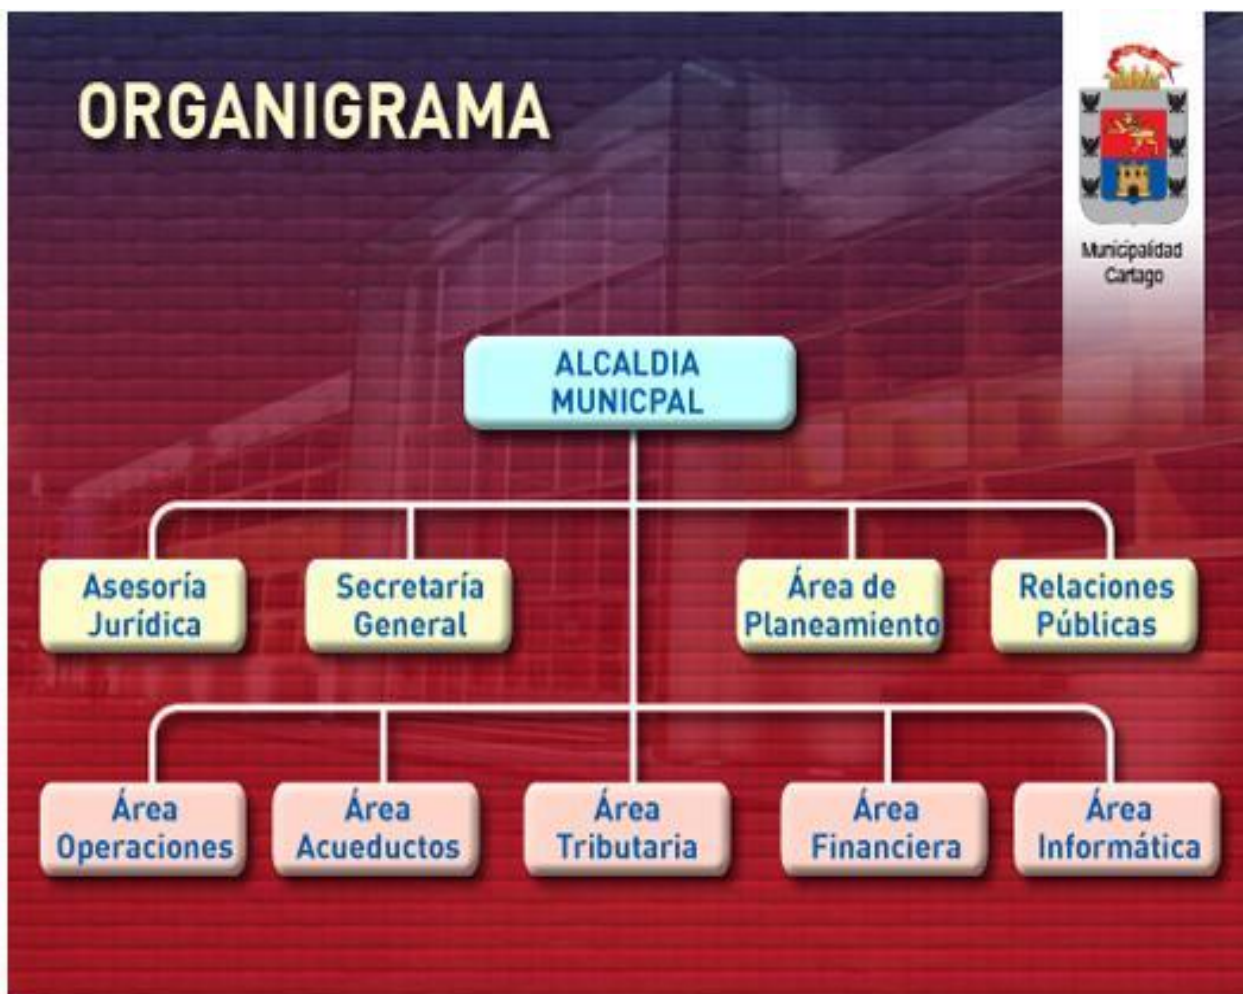 ORGANIGRAMA
Municipalidad
Cartago
ALCALDIA
MUNICPAL
Asesoría
Jurídica
Secretaría
General
Área de
Planeamiento
Relaciones
Públicas
Área
Operaciones
Área
Acueductos
Área
Tributaria
Área
Financiera
Área
Informática